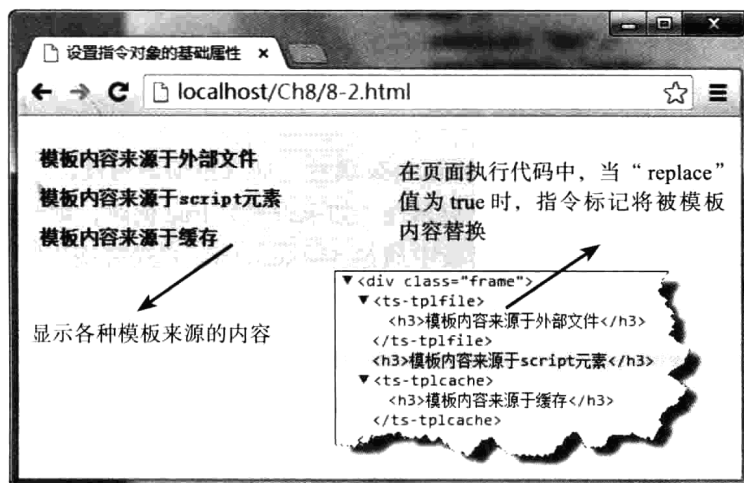 设置指令对象的基础属性 ×
localhost/Ch8/8-2.html
模板内容来源于外部文件
模板内容来源于script元素
模板内容来源于缓存
在页面执行代码中，当“replace”
值为 true 时，指令标记将被模板
内容替换
显示各种模板来源的内容
▼<div class="frame">
▼<ts-tplfile>
<h3>模板内容来源于外部文件</h3>
</ts-tplfile>
<h3>模板内容来源于script元素</h3>
▼<ts-tplcache>
<h3>模板内容来源于缓存</h3>
</ts-tplcache>